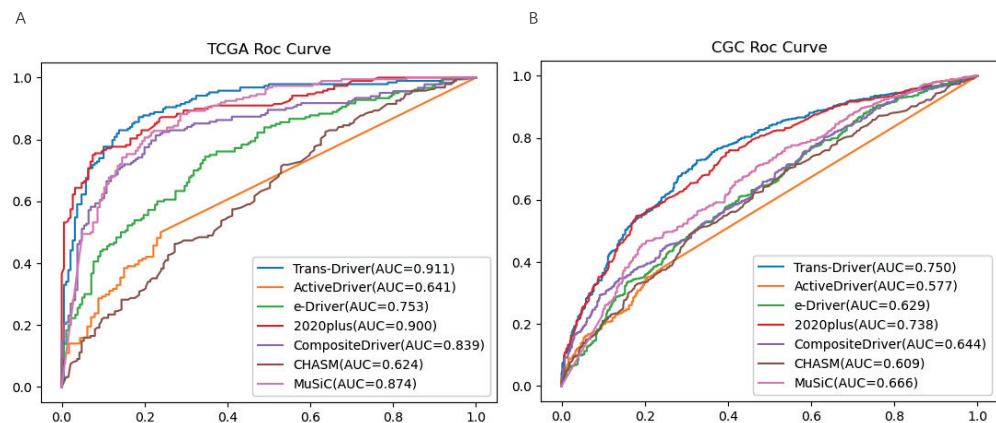 A
TCGA Roc Curve
1.0
0.8
0.6
0.4
0.2
0.0
0.0 0.2 0.4 0.6 0.8 1.0
Trans-Driver(AUC=0.911)
ActiveDriver(AUC=0.641)
e-Driver(AUC=0.753)
2020plus(AUC=0.900)
CompositeDriver(AUC=0.839)
CHASM(AUC=0.624)
MuSiC(AUC=0.874)
B
CGC Roc Curve
1.0
0.8
0.6
0.4
0.2
0.0
0.0 0.2 0.4 0.6 0.8 1.0
Trans-Driver(AUC=0.750)
ActiveDriver(AUC=0.577)
e-Driver(AUC=0.629)
2020plus(AUC=0.738)
CompositeDriver(AUC=0.644)
CHASM(AUC=0.609)
MuSiC(AUC=0.666)